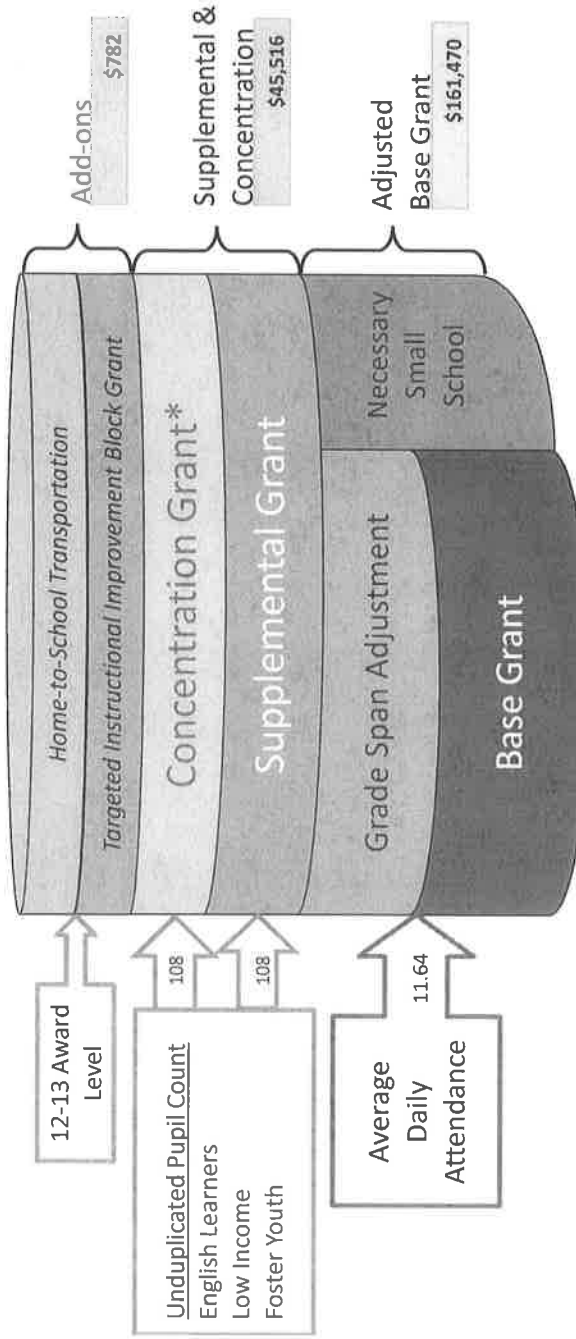 12-13 Award
Level
Unduplicated Pupil Count
English Learners
Low Income
Foster Youth
108
108
Average
Daily
Attendance
11.64
Home-to-School Transportation
Targeted Instructional Improvement Block Grant
Concentration Grant*
Supplemental Grant
Grade Span Adjustment
Necessary
Small
School
Base Grant
Add-ons
$782
Supplemental &
Concentration
$45,516
Adjusted
Base Grant
$161,470